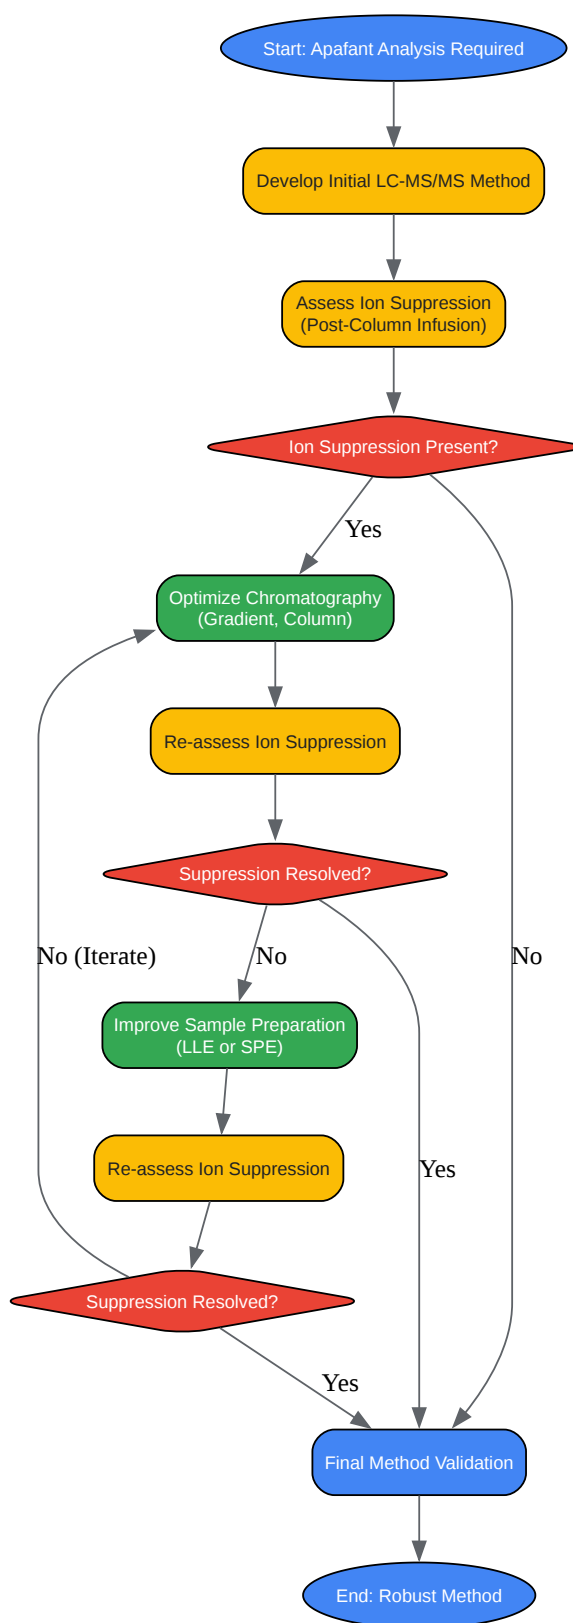 Start: Apafant Analysis Required
Develop Initial LC-MS/MS Method
Assess Ion Suppression
(Post-Column Infusion)
Ion Suppression Present?
Yes
Optimize Chromatography
(Gradient, Column)
Re-assess Ion Suppression
Suppression Resolved?
No (Iterate)
No
No
Improve Sample Preparation
(LLE or SPE)
Re-assess Ion Suppression
Yes
Suppression Resolved?
Yes
Final Method Validation
End: Robust Method